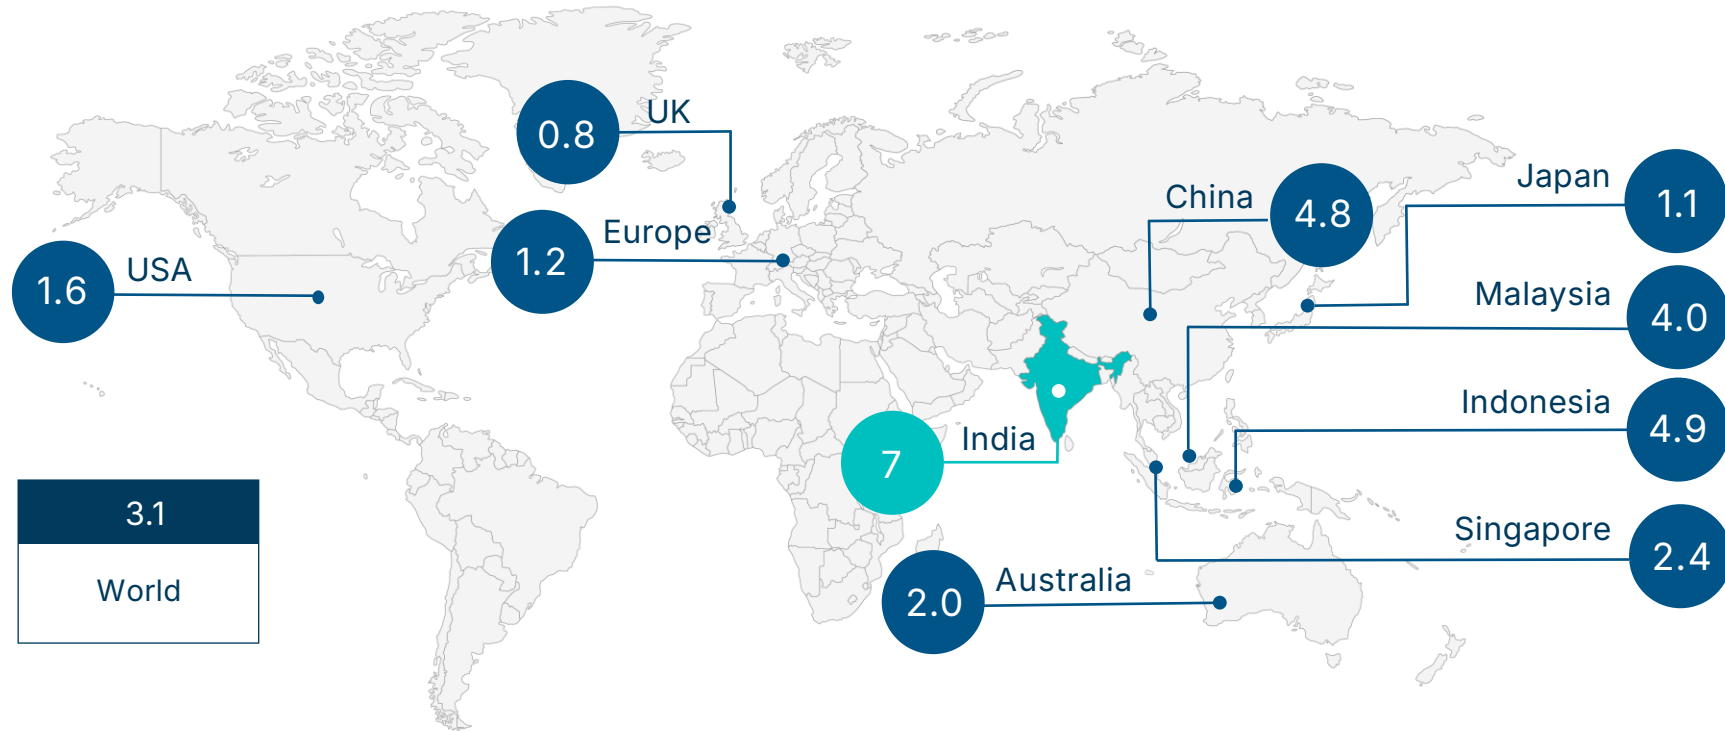 0.8
UK
1.2
Europe
1.6
USA
China
4.8
Japan
1.1
Malaysia
4.0
Indonesia
4.9
7
India
Singapore
2.4
2.0
Australia
3.1
World